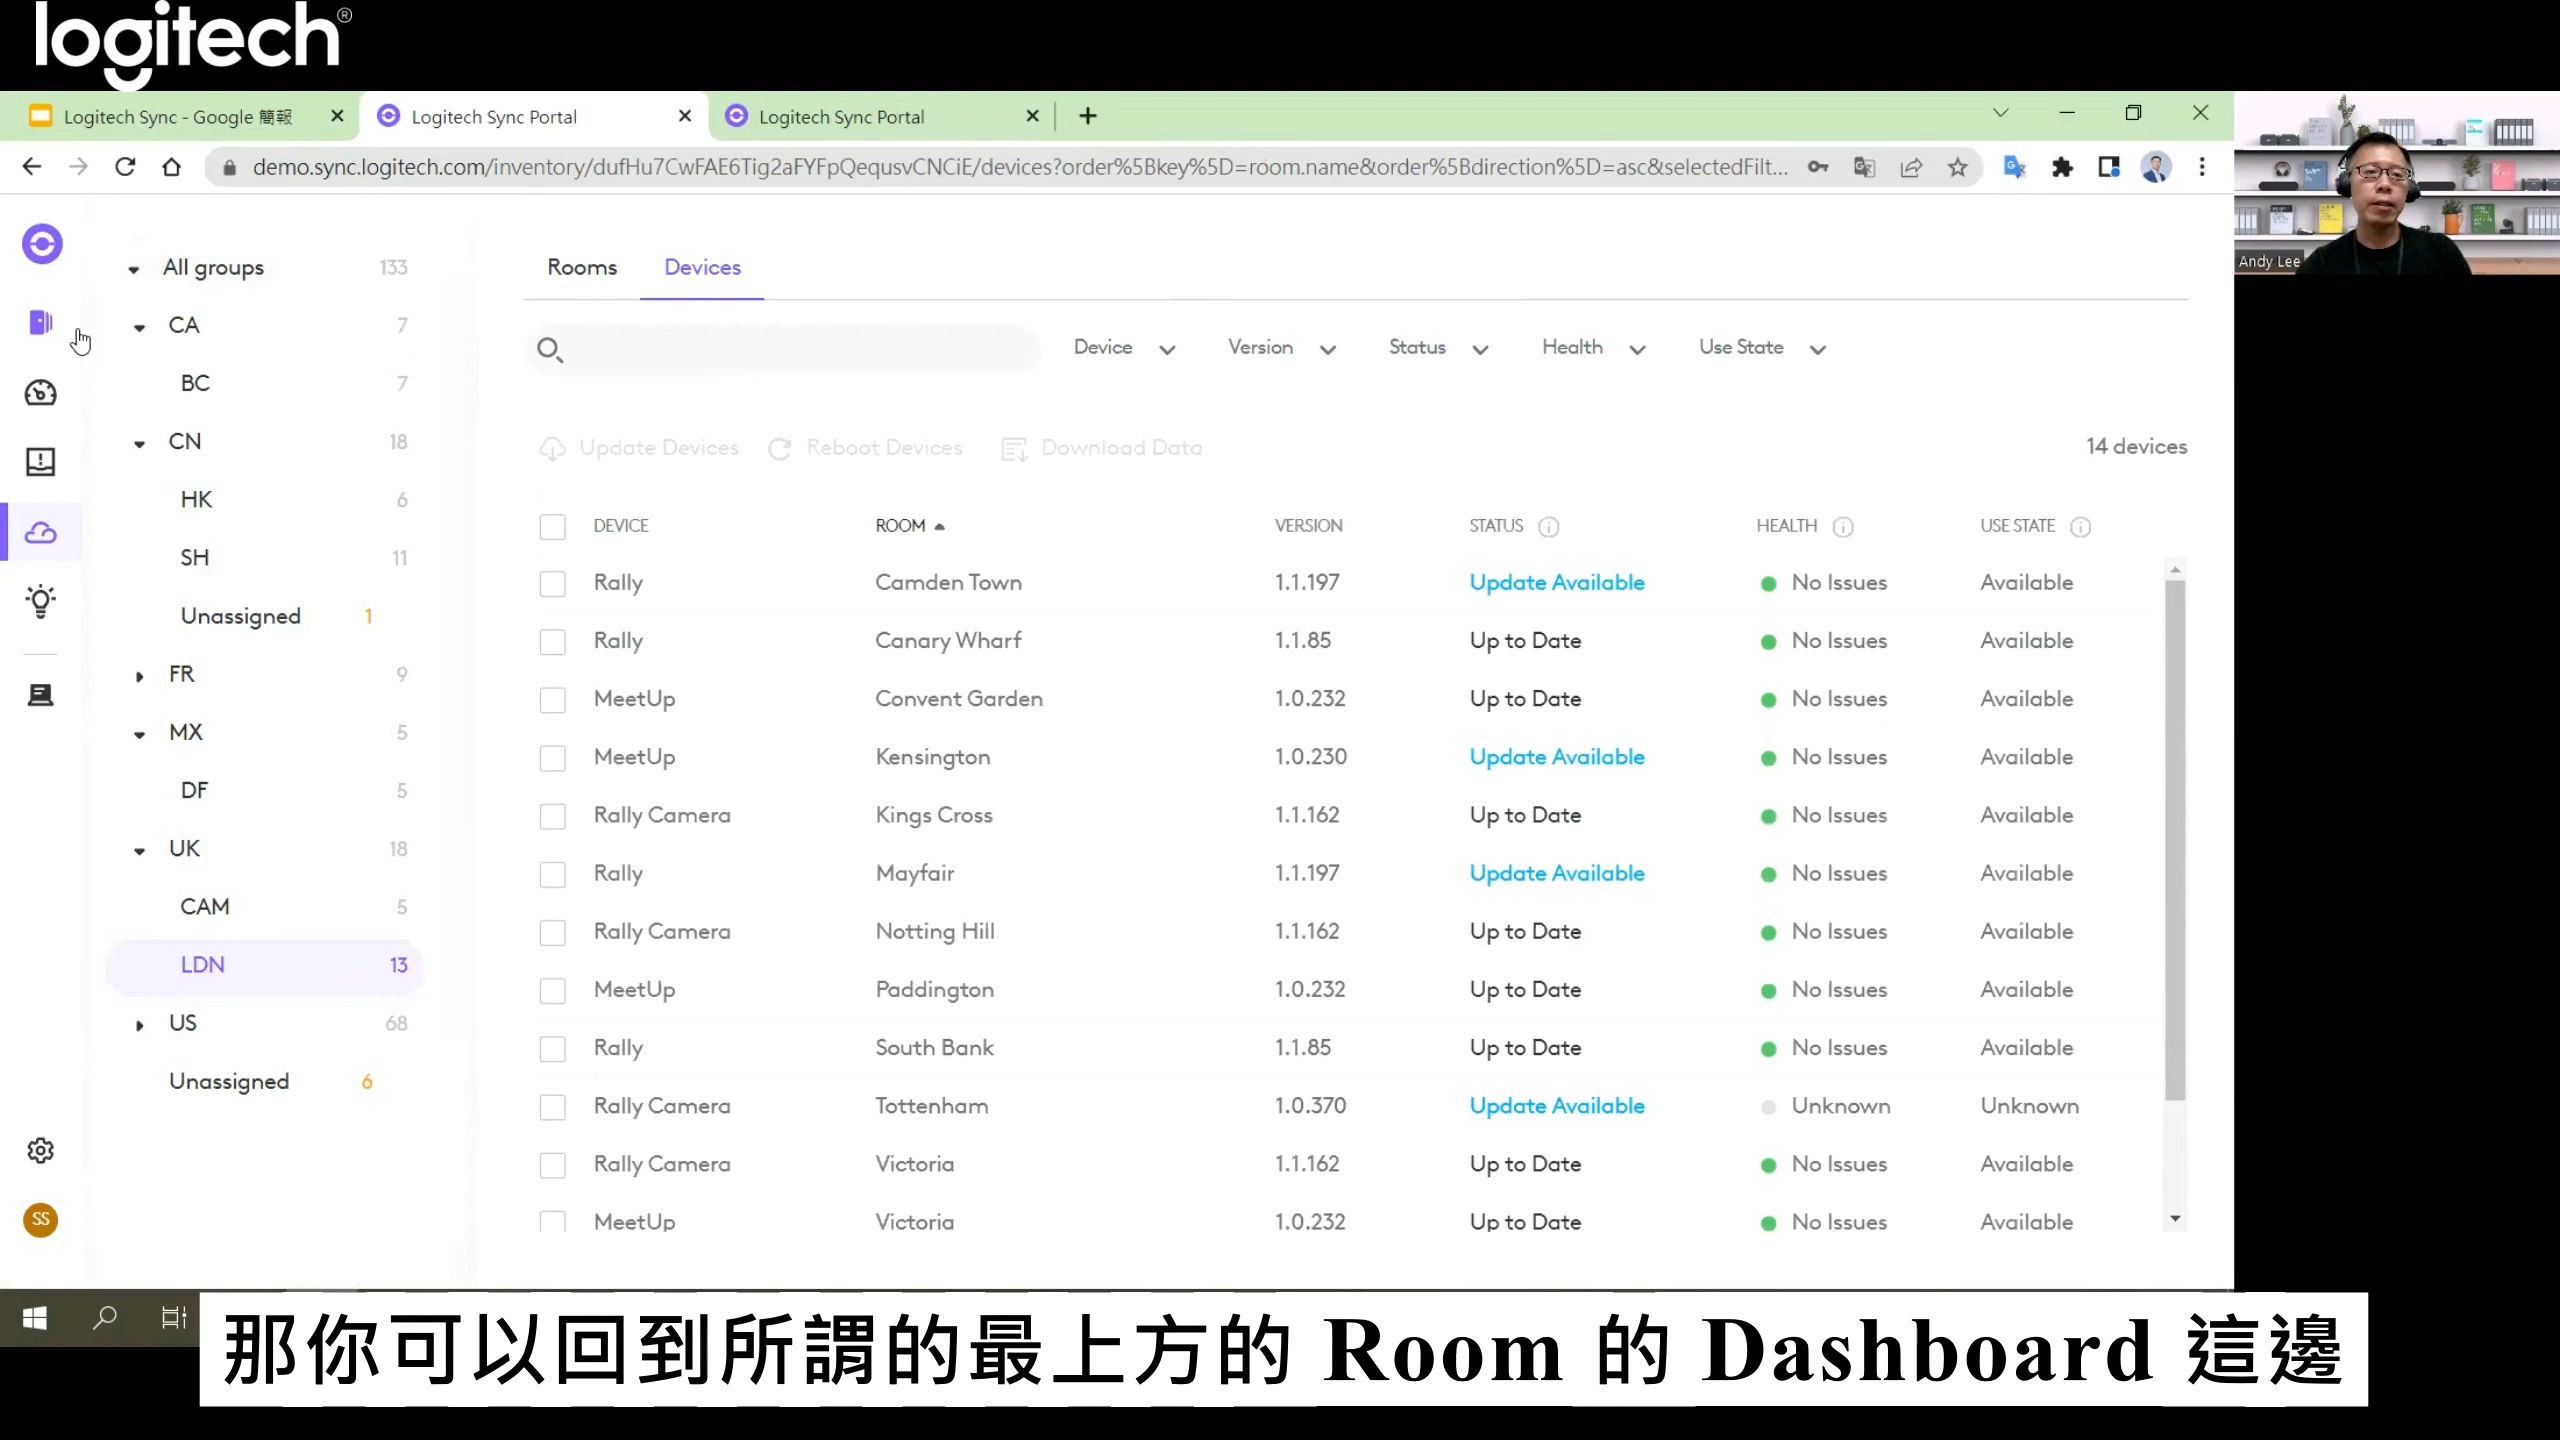 logitech®
Logitech Sync - Google 簡報
Logitech Sync Portal
Logitech Sync Portal
demo.sync.logitech.com/inventory/dufHu7CwFAE6Tig2aFYFpQequsvCNCiE/devices?order%5Bkey%5D=room.name&order%5Bdirection%5D=asc&selectedFilt...
Andy Lee
All groups 133
CA 7
BC 7
CN 18
HK 6
SH 11
Unassigned 1
FR 9
MX 5
DF 5
UK 18
CAM 5
LDN 13
US 68
Unassigned 6
SS
Rooms Devices
Device Version Status Health Use State
Update Devices Reboot Devices Download Data 14 devices
DEVICE ROOM VERSION STATUS HEALTH USE STATE
Rally Camden Town 1.1.197 Update Available No Issues Available
Rally Canary Wharf 1.1.85 Up to Date No Issues Available
MeetUp Convent Garden 1.0.232 Up to Date No Issues Available
MeetUp Kensington 1.0.230 Update Available No Issues Available
Rally Camera Kings Cross 1.1.162 Up to Date No Issues Available
Rally Mayfair 1.1.197 Update Available No Issues Available
Rally Camera Notting Hill 1.1.162 Up to Date No Issues Available
MeetUp Paddington 1.0.232 Up to Date No Issues Available
Rally South Bank 1.1.85 Up to Date No Issues Available
Rally Camera Tottenham 1.0.370 Update Available Unknown Unknown
Rally Camera Victoria 1.1.162 Up to Date No Issues Available
MeetUp Victoria 1.0.232 Up to Date No Issues Available
那你可以回到所謂的最上方的 Room 的 Dashboard 這邊